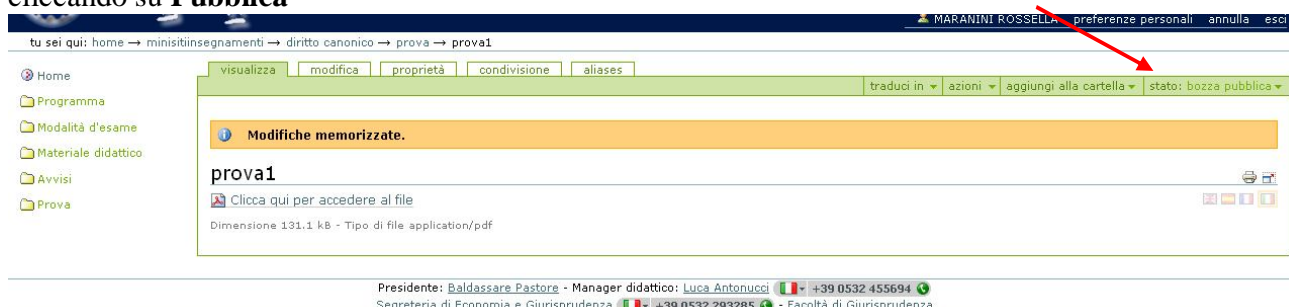 cliccando su Pubblica
MARANINI ROSSELLA preferenze personali annulla esci
tu sei qui: home → minisitiinsegnamenti → diritto canonico → prova → prova1
Home
Programma
Modalità d'esame
Materiale didattico
Avvisi
Prova
visualizza modifica proprietà condivisione aliases
traduci in azioni aggiungi alla cartella stato: bozza pubblica
Modifiche memorizzate.
prova1
Clicca qui per accedere al file
Dimensione 131.1 kB - Tipo di file application/pdf
Presidente: Baldassare Pastore - Manager didattico: Luca Antonucci +39 0532 455694
Segreteria di Economia e Giurisprudenza +39 0532 293285 - Facoltà di Giurisprudenza